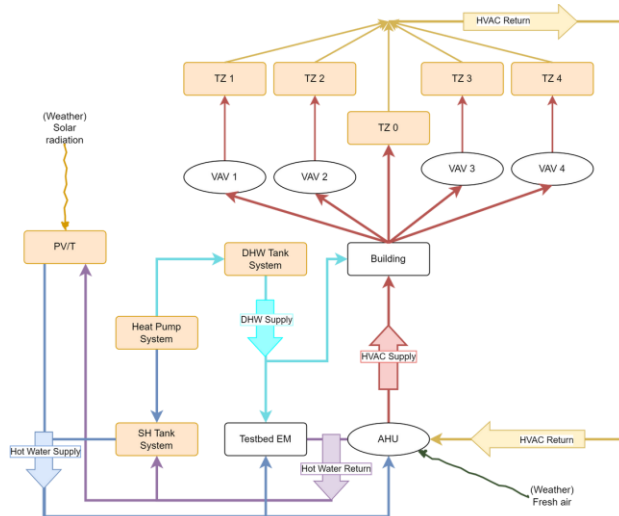 HVAC Return
TZ 1
TZ 2
TZ 3
TZ 4
TZ 0
(Weather)
Solar
radiation
VAV 1
VAV 2
VAV 3
VAV 4
PV/T
DHW Tank
System
Building
Heat Pump
System
DHW Supply
HVAC Supply
SH Tank
System
Testbed EM
AHU
HVAC Return
Hot Water Supply
Hot Water Return
(Weather)
Fresh air